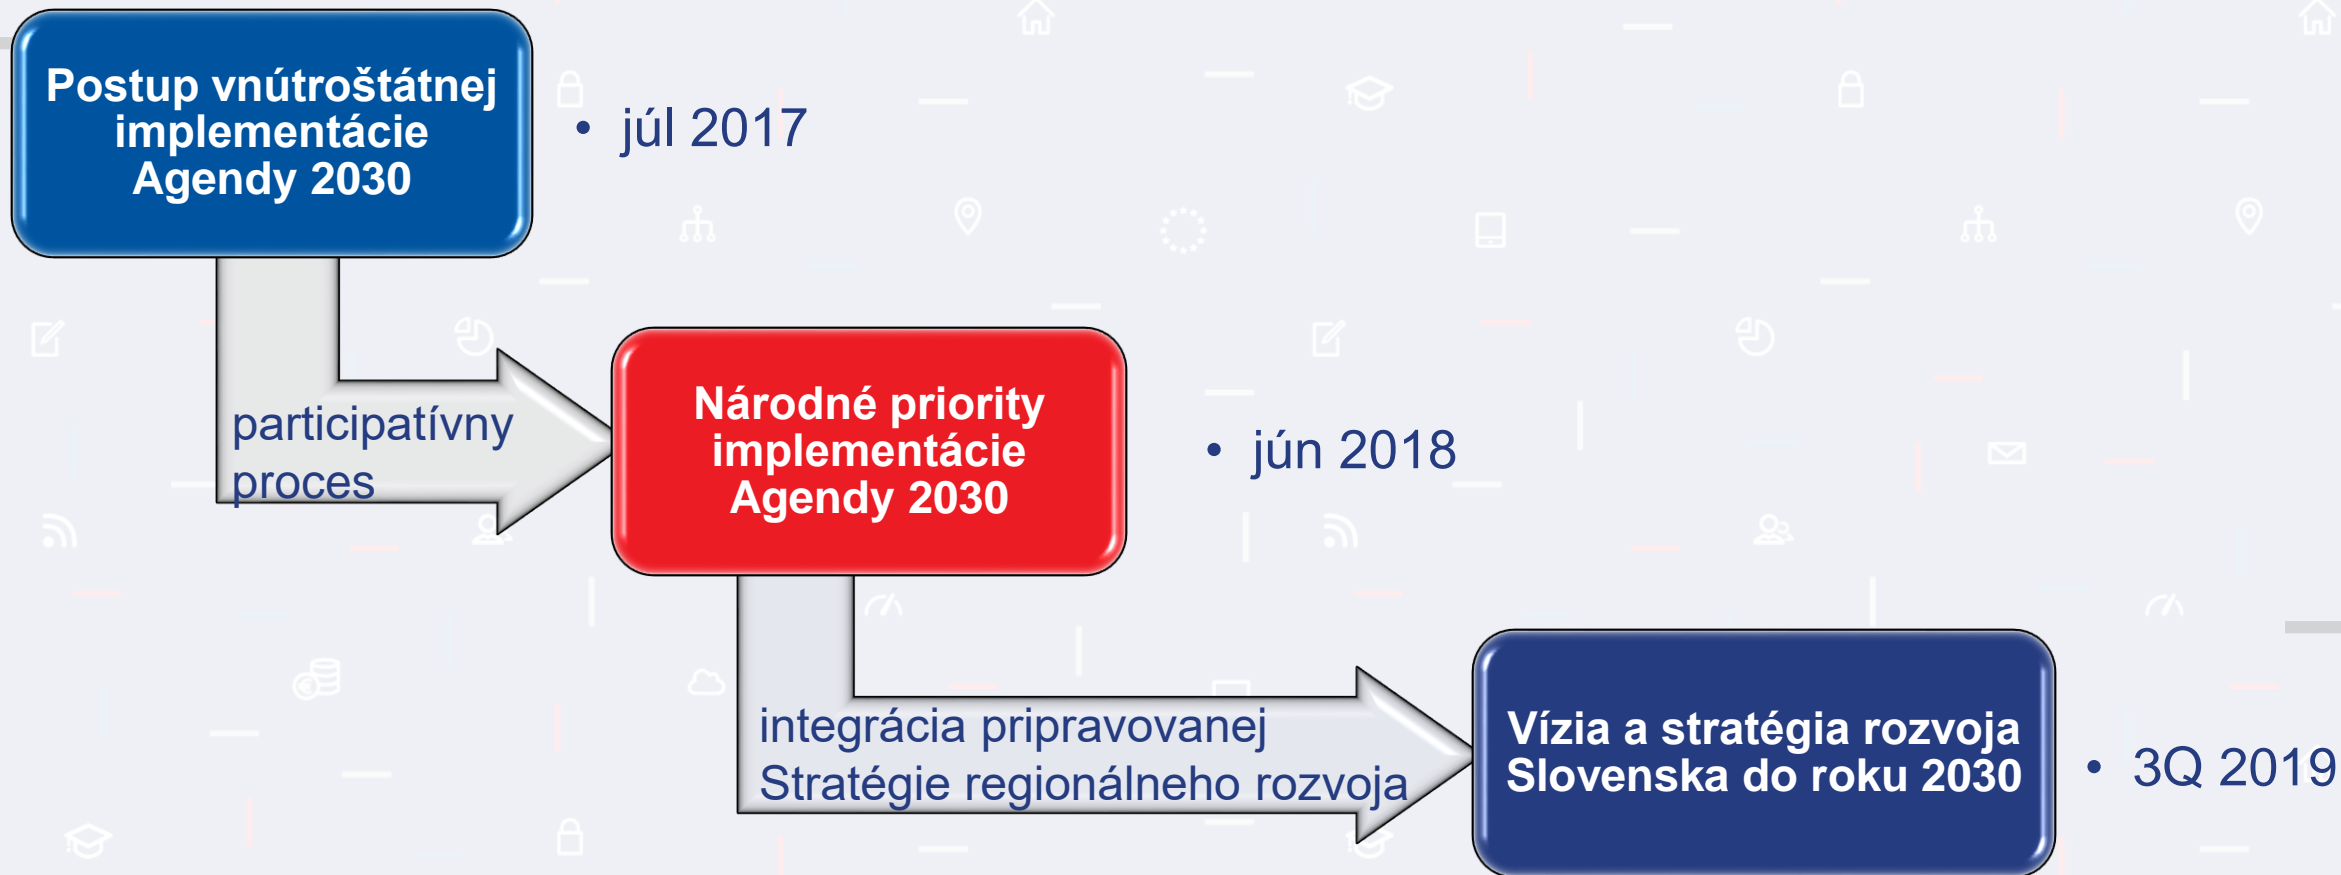 Postup vnútroštátnej
implementácie
Agendy 2030
• júl 2017
participatívny
proces
Národné priority
implementácie
Agendy 2030
• jún 2018
integrácia pripravovanej
Stratégie regionálneho rozvoja
Vízia a stratégia rozvoja
Slovenska do roku 2030
• 3Q 2019